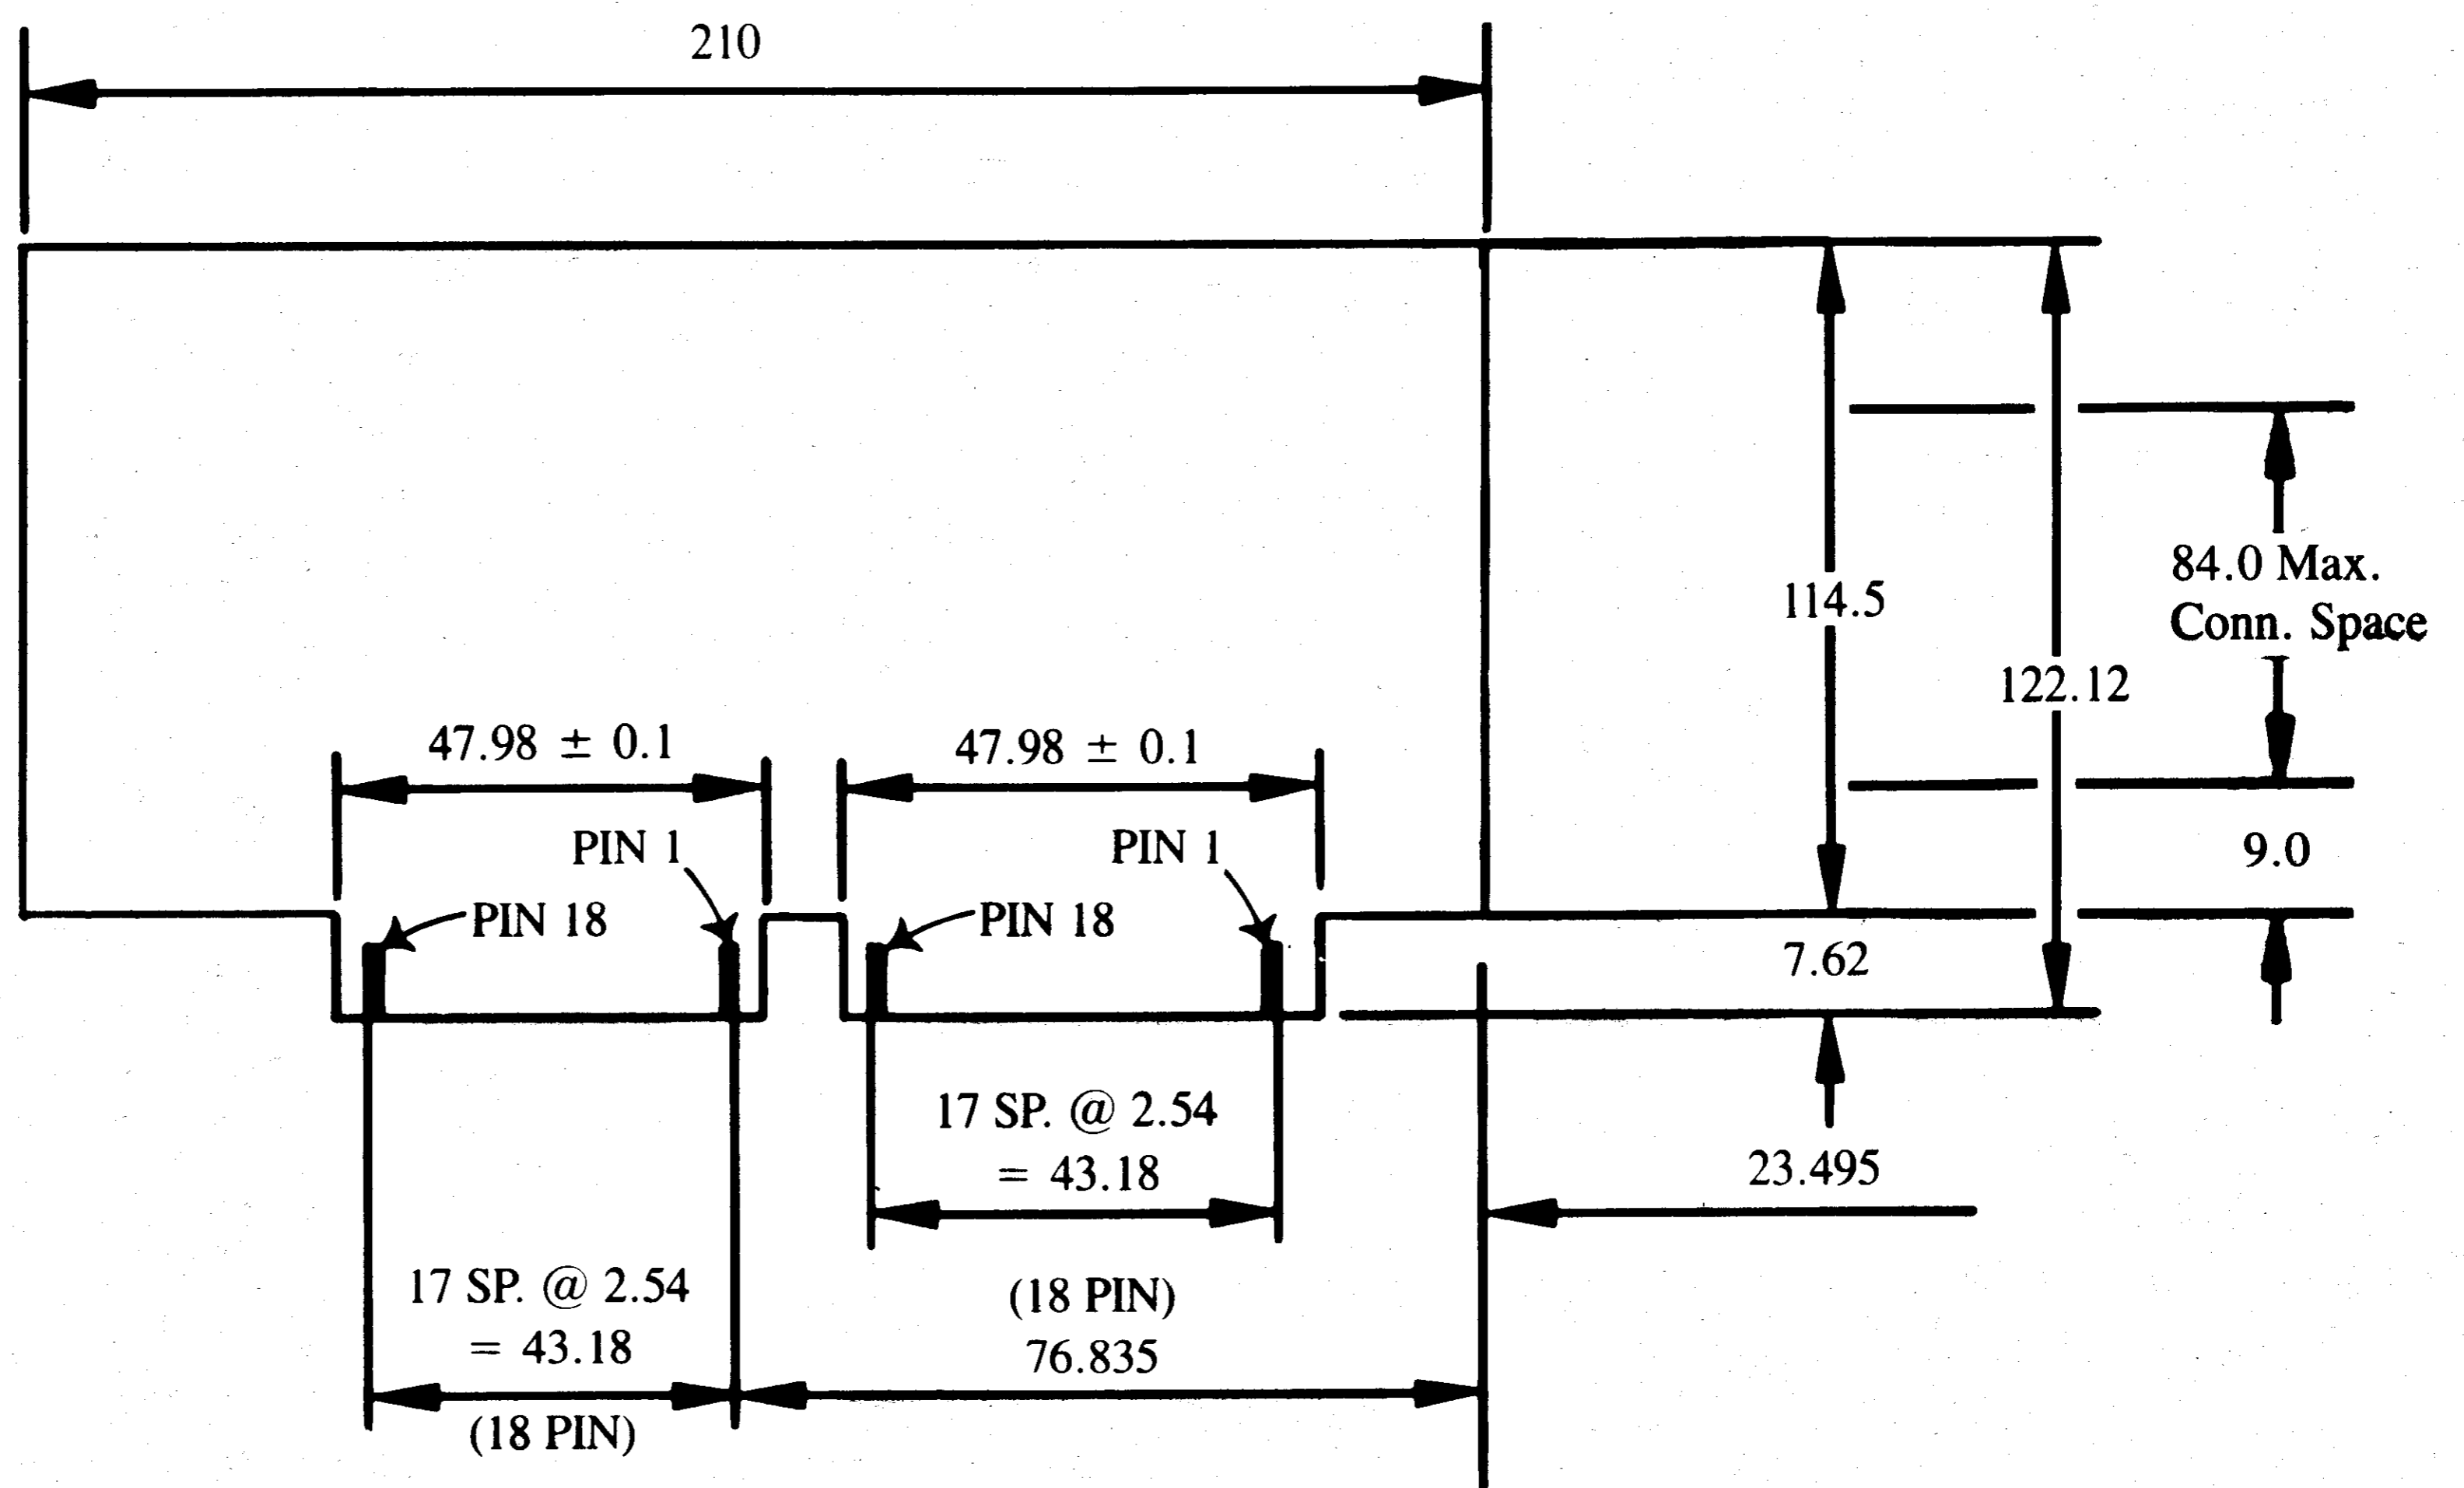 210
84.0 Max.
Conn. Space
114.5
122.12
47.98 ± 0.1
47.98 ± 0.1
PIN 1
PIN 1
9.0
PIN 18
PIN 18
7.62
17 SP. @ 2.54
= 43.18
23.495
17 SP. @ 2.54
= 43.18
(18 PIN)
(18 PIN)
76.835